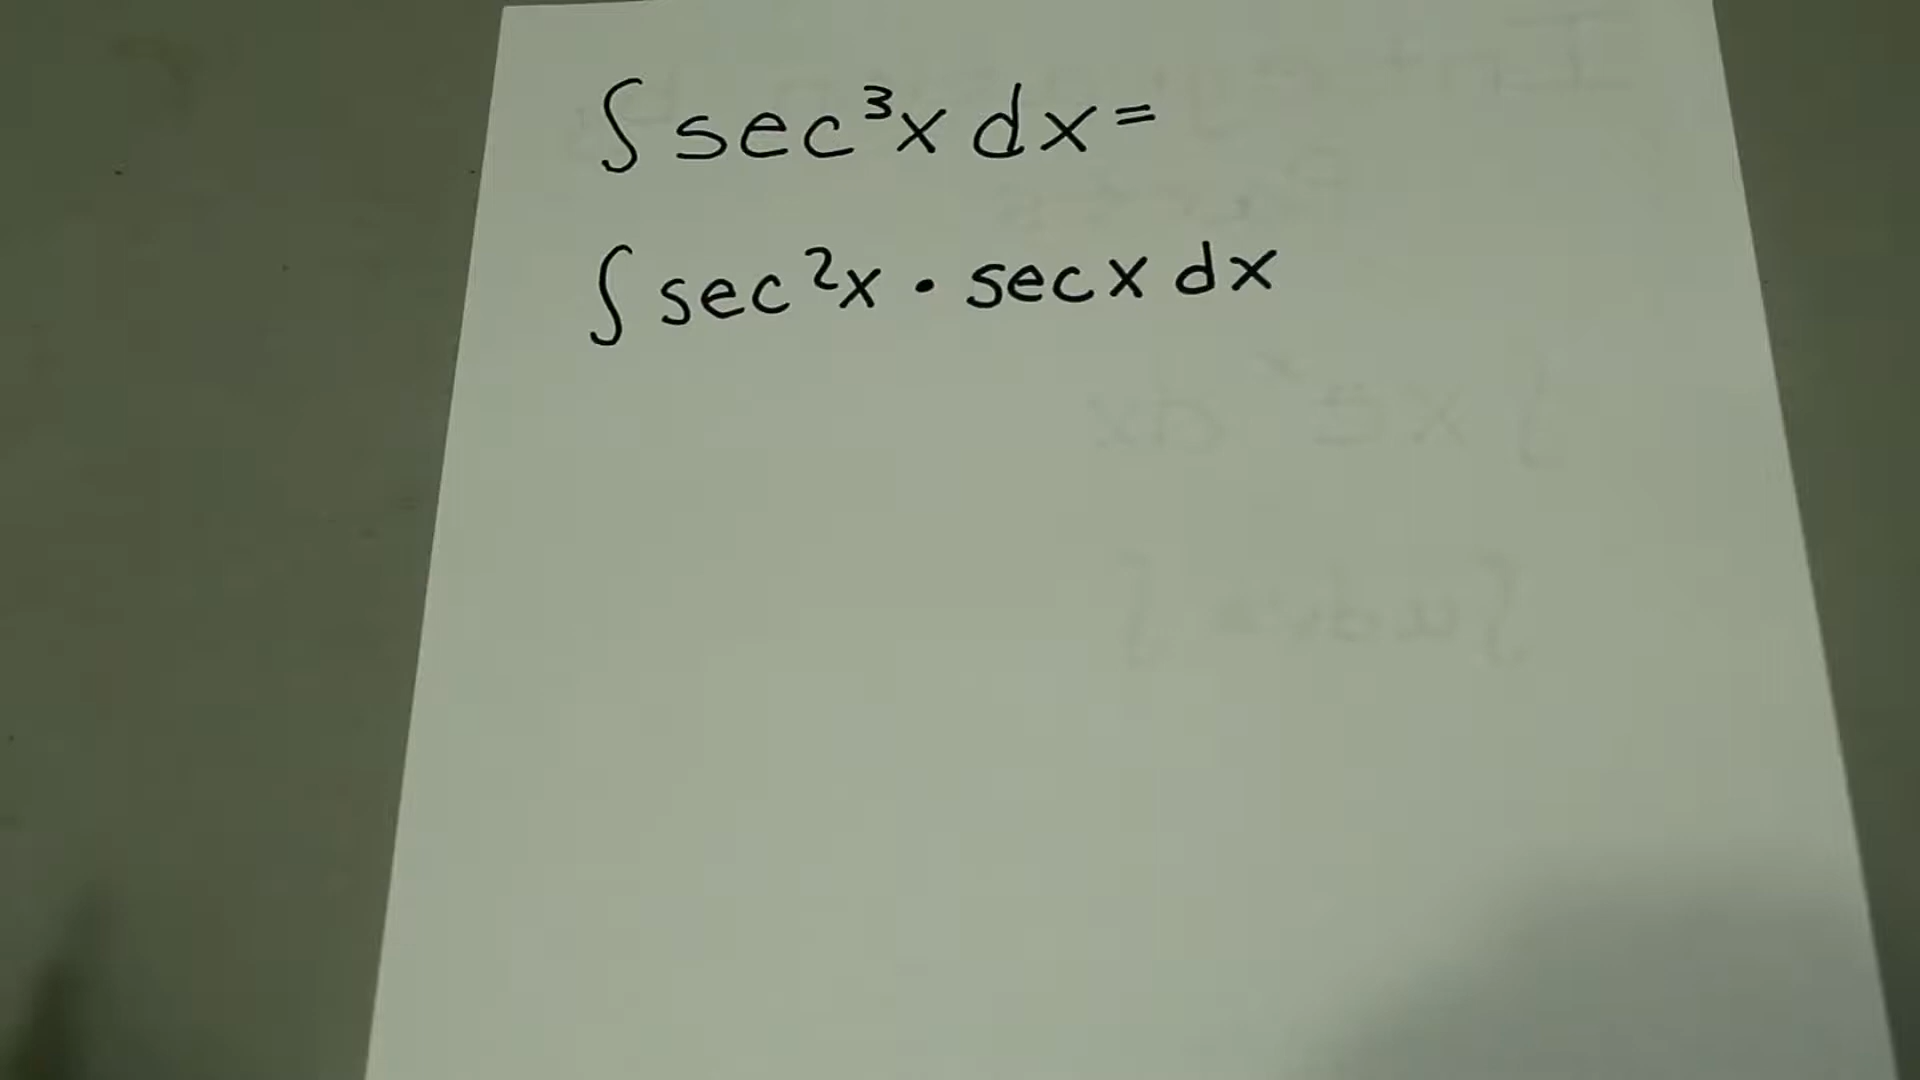 ∫ sec³x dx =
∫ sec²x · secx dx